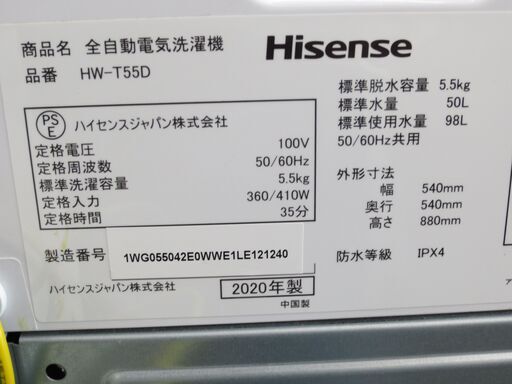 商品名 全自動電気洗濯機
Hisense
品番 HW-T55D
PS
E
ハイセンスジャパン株式会社
定格電圧 100V
定格周波数 50/60Hz
標準洗濯容量 5.5kg
定格入力 360/410W
定格時間 35分
標準脱水容量 5.5kg
標準水量 50L
標準使用水量 98L
50/60Hz共用
外形寸法
幅 540mm
奥行 540mm
高さ 880mm
製造番号 1WG055042E0WWE1LE121240
防水等級 IPX4
ハイセンスジャパン株式会社 2020年製
中国製